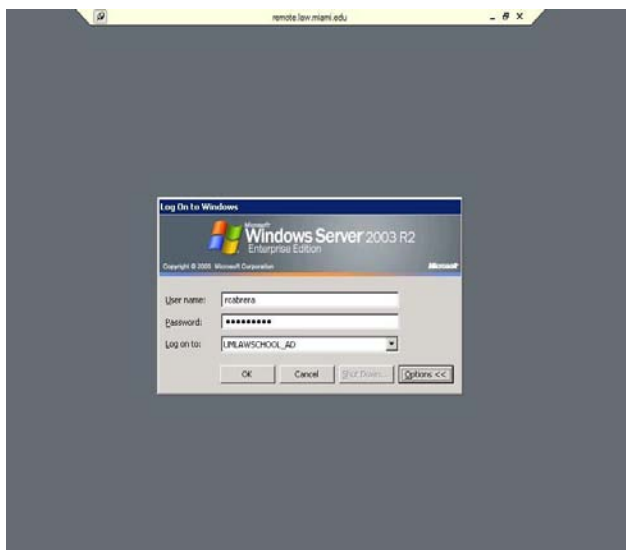 remote.law.miami.edu
Log On to Windows
Microsoft
Windows Server 2003 R2
Enterprise Edition
Copyright © 2005 Microsoft Corporation
Microsoft
User name: rcabrera
Password: •••••••••
Log on to: UMLAWSCHOOL_AD
OK Cancel Shut Down... Options <<